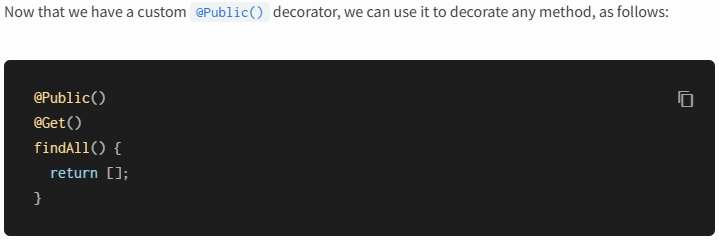 Now that we have a custom @Public() decorator, we can use it to decorate any method, as follows:
@Public()
@Get()
findAll() {
  return [];
}